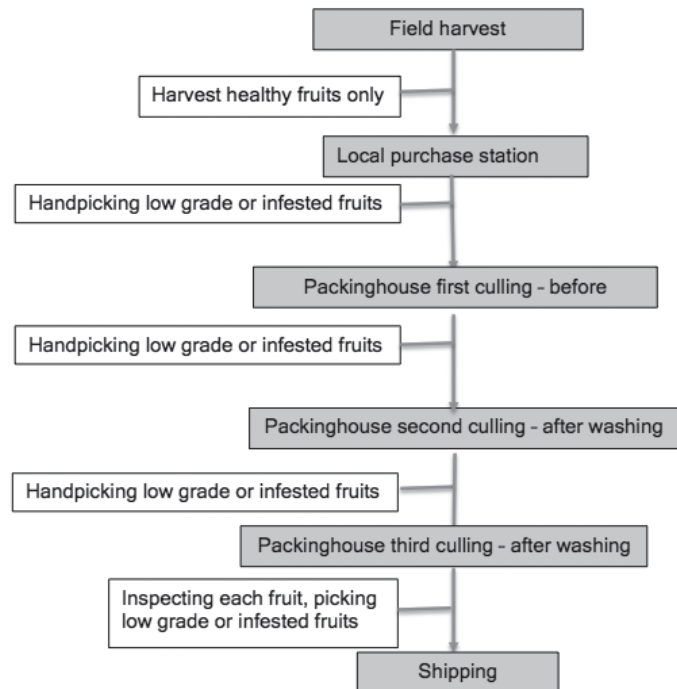 Field harvest
Harvest healthy fruits only
Local purchase station
Handpicking low grade or infested fruits
Packinghouse first culling - before
Handpicking low grade or infested fruits
Packinghouse second culling - after washing
Handpicking low grade or infested fruits
Packinghouse third culling - after washing
Inspecting each fruit, picking
low grade or infested fruits
Shipping